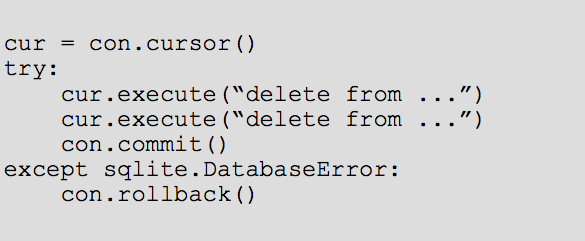 cur = con.cursor()
try:
    cur.execute(“delete from ...”)
    cur.execute(“delete from ...”)
    con.commit()
except sqlite.DatabaseError:
    con.rollback()